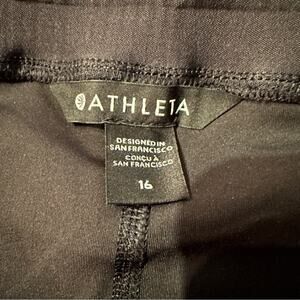 ATHLETA
DESIGNED IN
SAN FRANCISCO
CONÇU À
SAN FRANCISCO
16